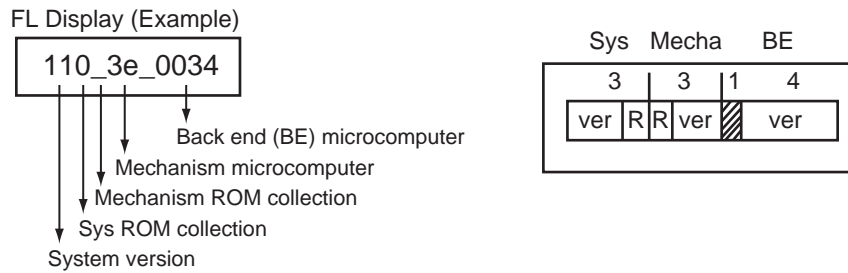 FL Display (Example)
110_3e_0034
Back end (BE) microcomputer
Mechanism microcomputer
Mechanism ROM collection
Sys ROM collection
System version
Sys Mecha BE
3 3 1 4
ver R R ver ver